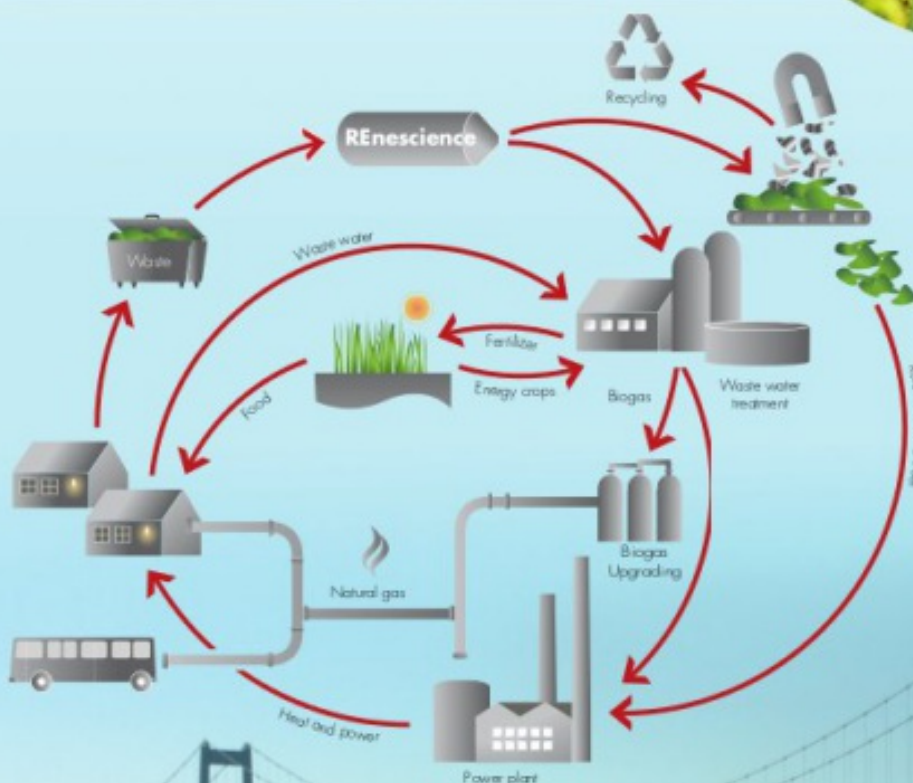 Recycling
REnescience
Waste water
Waste
Fertilizer
Energy crops
Biogas
Waste water
treatment
Food
Biogas
Upgrading
Natural gas
Heat and power
Power plant